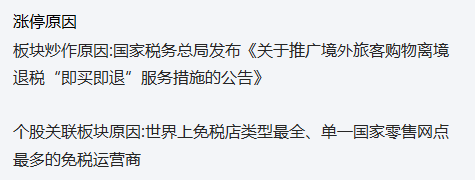 涨停原因
板块炒作原因:国家税务总局发布《关于推广境外旅客购物离境
退税“即买即退”服务措施的公告》
个股关联板块原因:世界上免税店类型最全、单一国家零售网点
最多的免税运营商